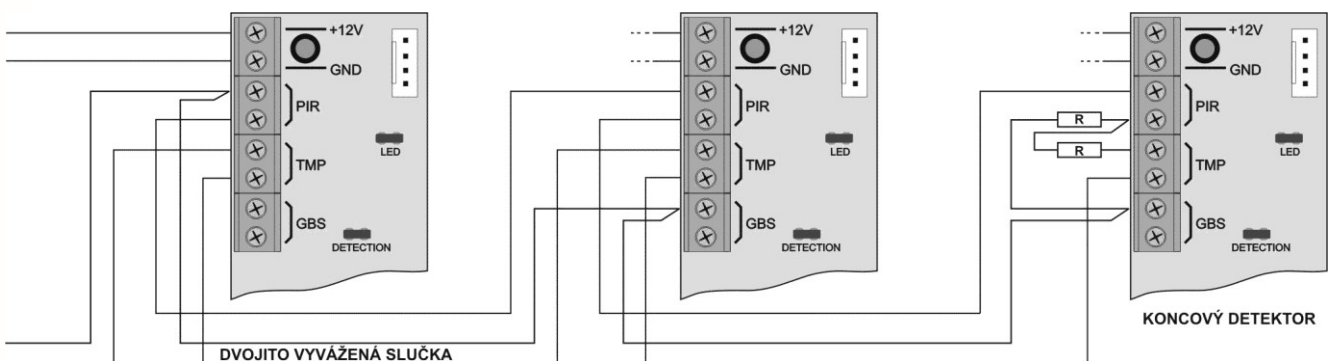 +12V
GND
PIR
LED
TMP
GBS
DETECTION
+12V
GND
PIR
LED
TMP
GBS
DETECTION
+12V
GND
PIR
R
R
LED
TMP
GBS
DETECTION
KONCOVÝ DETEKTOR
DVOJITO VYVÁŽENÁ SLUČKA